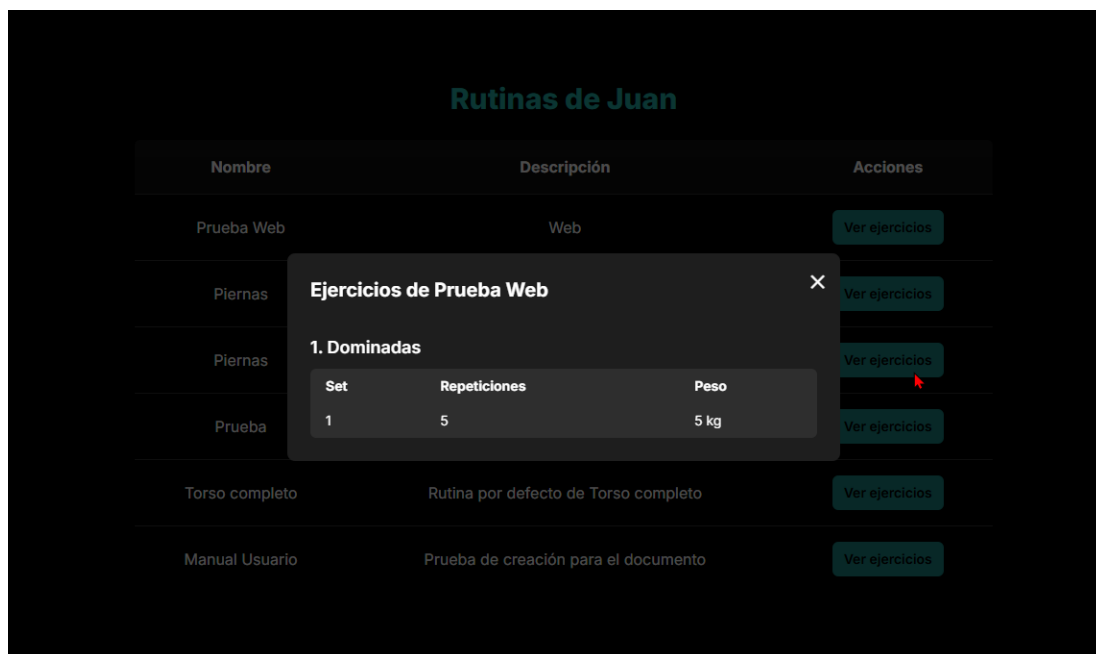 Rutinas de Juan
Nombre Descripción Acciones
Prueba Web Web Ver ejercicios
Piernas Ver ejercicios
Piernas Ver ejercicios
Prueba Ver ejercicios
Torso completo Rutina por defecto de Torso completo Ver ejercicios
Manual Usuario Prueba de creación para el documento Ver ejercicios
Ejercicios de Prueba Web ×
1. Dominadas
Set Repeticiones Peso
1 5 5 kg